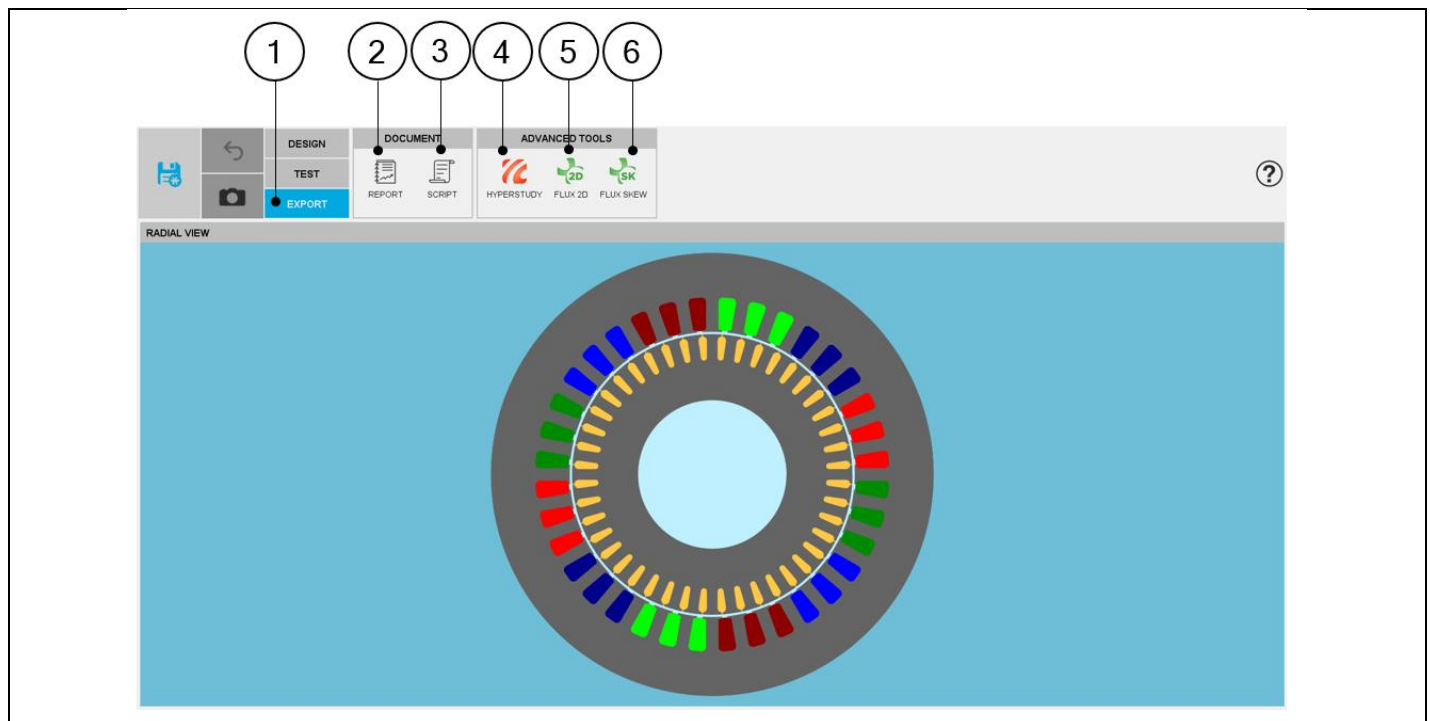 1 2 3 4 5 6
DESIGN
TEST
EXPORT
DOCUMENT
REPORT SCRIPT
ADVANCED TOOLS
2D SK
HYPERSTUDY FLUX 2D FLUX SKEW
?
RADIAL VIEW